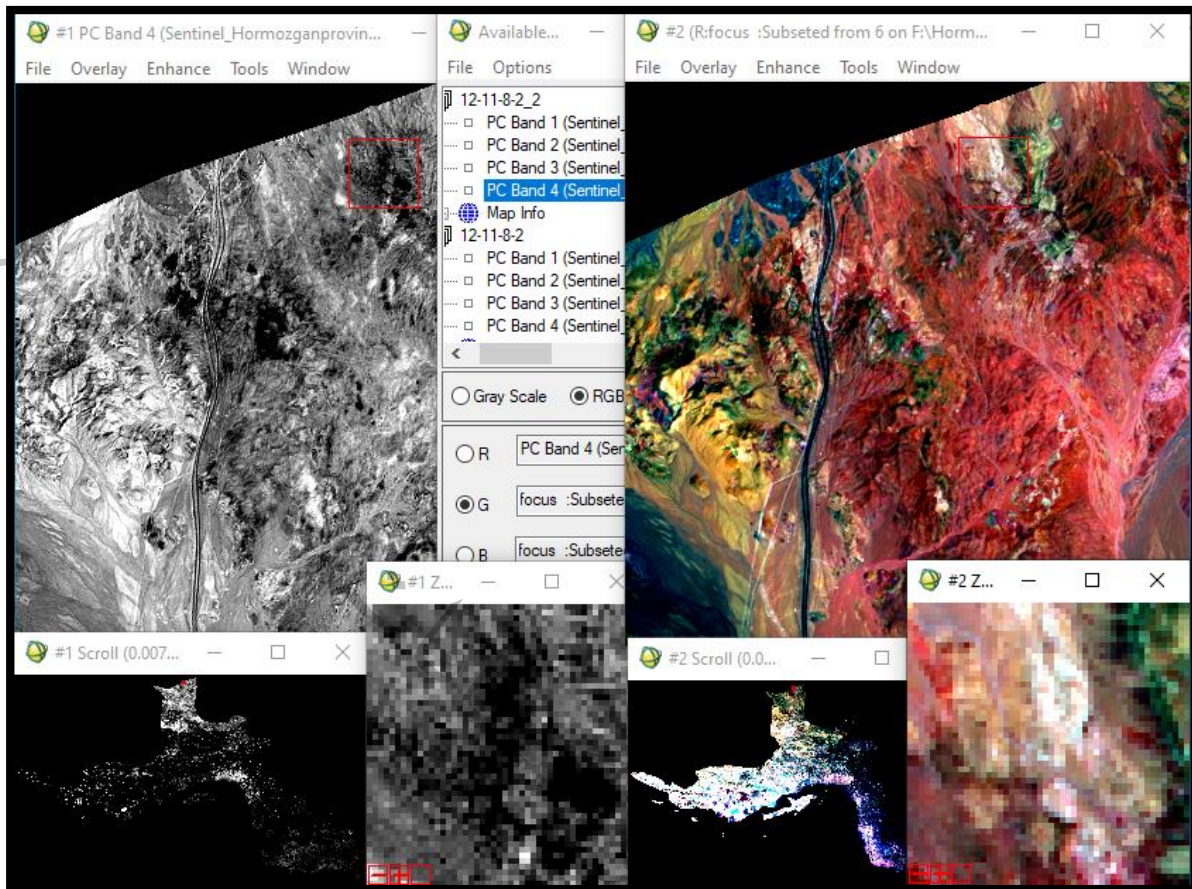 #1 PC Band 4 (Sentinel_Hormozganprovin...
File Overlay Enhance Tools Window
Available...
File Options
12-11-8-2_2
PC Band 1 (Sentinel_
PC Band 2 (Sentinel_
PC Band 3 (Sentinel_
PC Band 4 (Sentinel_
Map Info
12-11-8-2
PC Band 1 (Sentinel_
PC Band 2 (Sentinel_
PC Band 3 (Sentinel_
PC Band 4 (Sentinel_
Gray Scale RGB
R PC Band 4 (Sen
G focus :Subsete
B focus :Subsete
#2 (R:focus :Subseted from 6 on F:\Horm...
File Overlay Enhance Tools Window
#1 Scroll (0.007...
#1 Z...
#2 Scroll (0.0...
#2 Z...